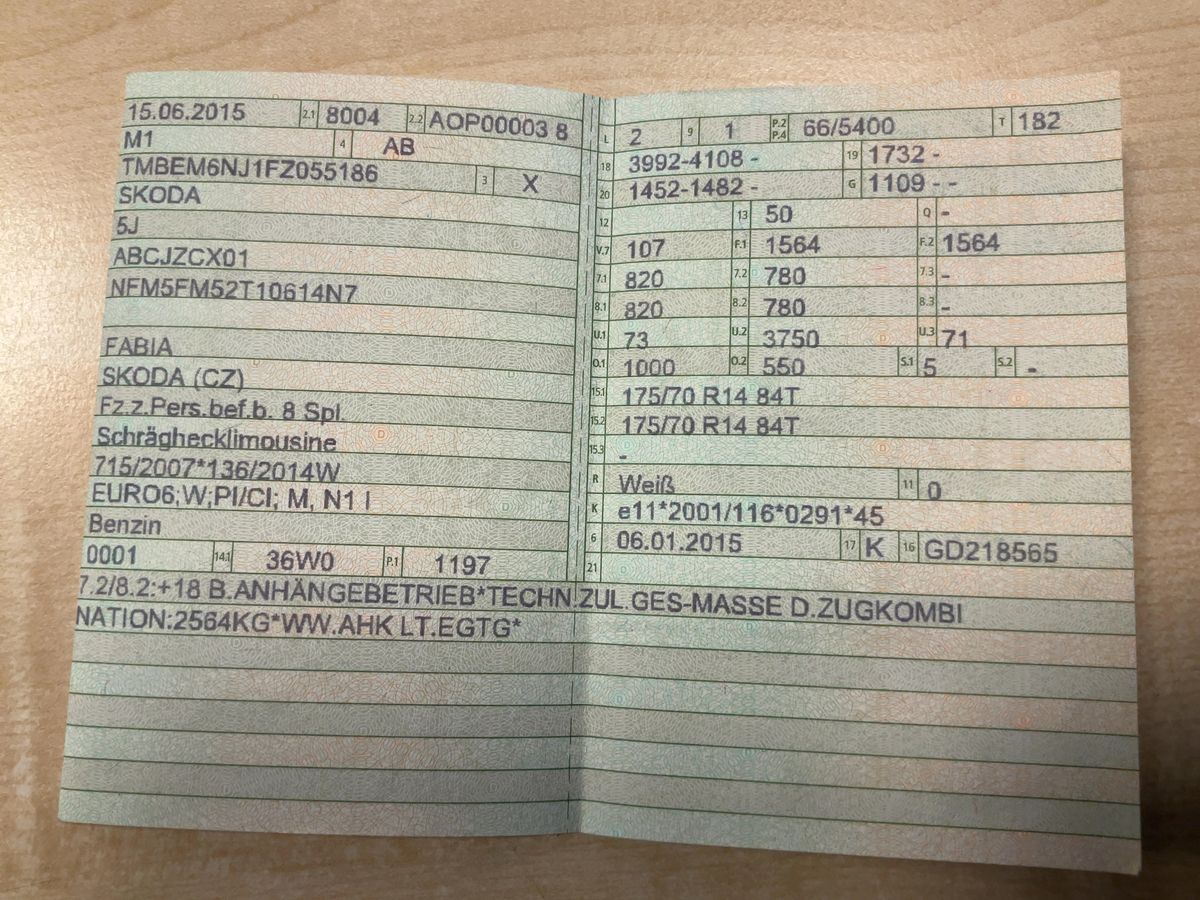 15.06.2015 2.1 8004 2.2 AOP00003 8
M1 4 AB
TMBEM6NJ1FZ055186 3 X
SKODA
5J
ABCJZCX01
NFM5FM52T10614N7
FABIA
SKODA (CZ)
Fz.z.Pers.bef.b. 8 Spl
Schräghecklimousine
715/2007*136/2014W
EURO6;W;PI/CI; M, N1 I
Benzin
0001 14.1 36W0 P.1 1197
L 2 9 1 P.2 P.4 66/5400 T 182
18 3992-4108 - 19 1732 -
20 1452-1482 - G 1109 - -
12 13 50 Q -
V.7 107 F.1 1564 F.2 1564
7.1 820 7.2 780 7.3 -
8.1 820 8.2 780 8.3 -
U.1 73 U.2 3750 U.3 71
O.1 1000 O.2 550 S.1 5 S.2 -
15.1 175/70 R14 84T
15.2 175/70 R14 84T
15.3 -
R Weiß 11 0
K e11*2001/116*0291*45
6 06.01.2015 17 K 16 GD218565
21
7.2/8.2:+18 B.ANHÄNGEBETRIEB*TECHN.ZUL.GES-MASSE D.ZUGKOMBI
NATION:2564KG*WW.AHK LT.EGTG*